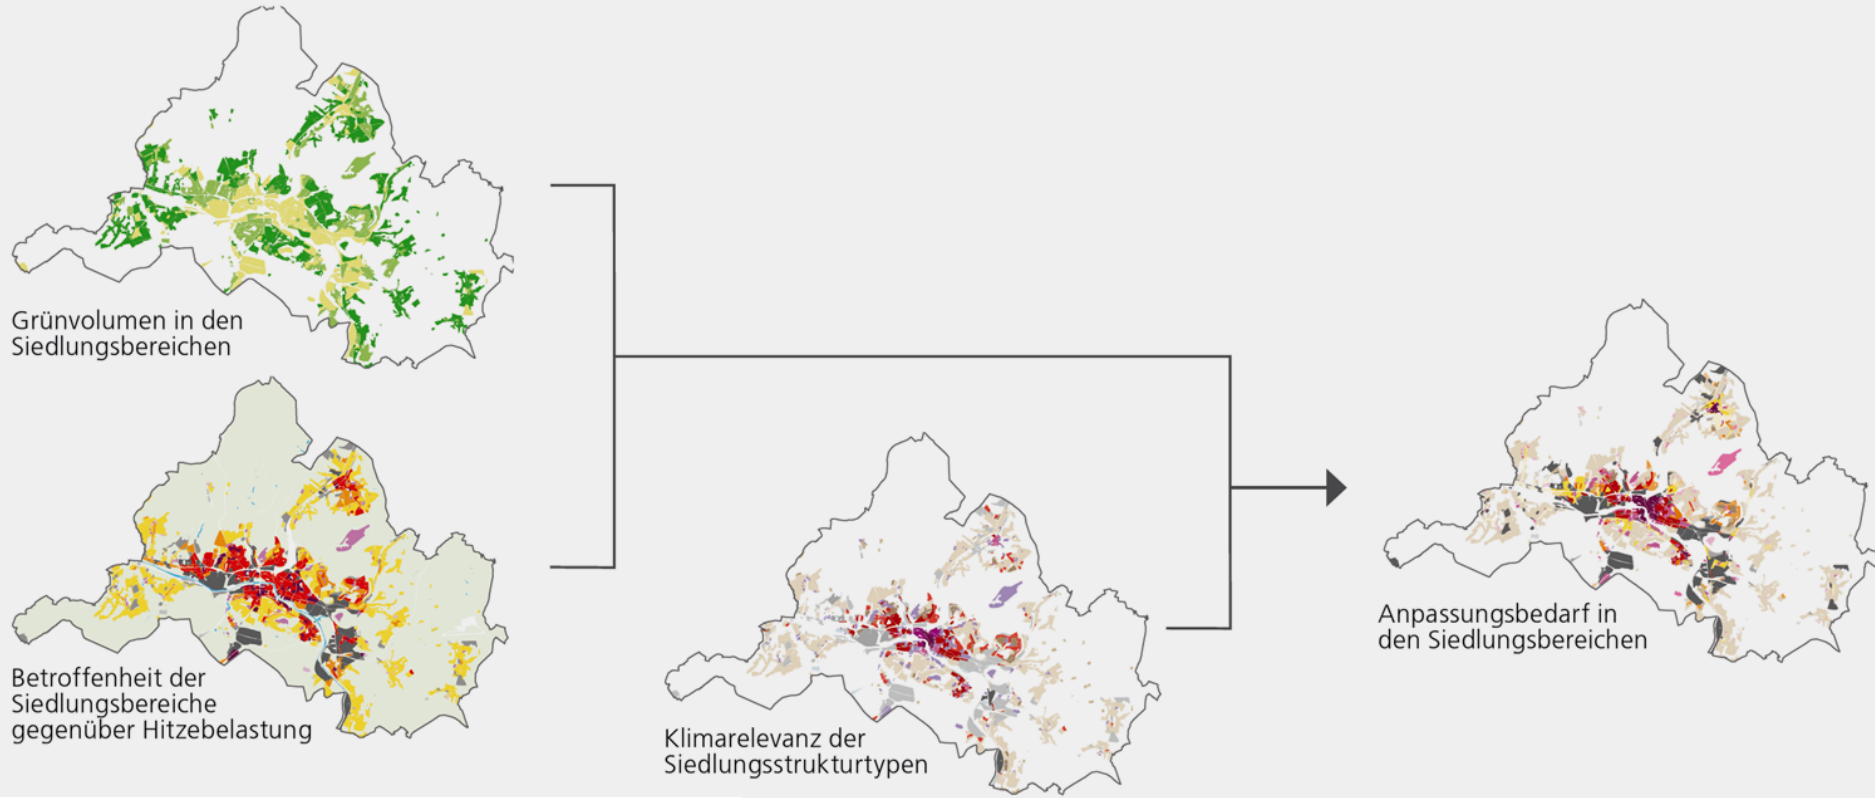 Grünvolumen in den
Siedlungsbereichen
Betroffenheit der
Siedlungsbereiche
gegenüber Hitzebelastung
Klimarelevanz der
Siedlungsstrukturtypen
Anpassungsbedarf in
den Siedlungsbereichen